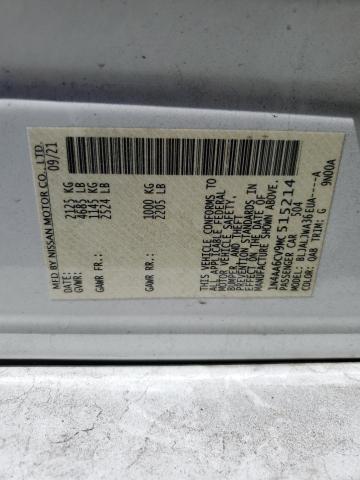 MFD BY NISSAN MOTOR CO., LTD.
09/21
GVWR: 2125 KG
4685 LB
GAWR FR.: 1145 KG
2524 LB
GAWR RR.: 1000 KG
2205 LB
THIS VEHICLE CONFORMS TO
ALL APPLICABLE FEDERAL
MOTOR VEHICLE SAFETY,
BUMPER, AND THEFT
PREVENTION STANDARDS IN
EFFECT ON THE DATE OF
MANUFACTURE SHOWN ABOVE.
1N4AA6CV9MC515214
PASSENGER CAR D04
MODEL: BLJALJWA36EUA----A
COLOR: QAB TRIM: G 9N00A